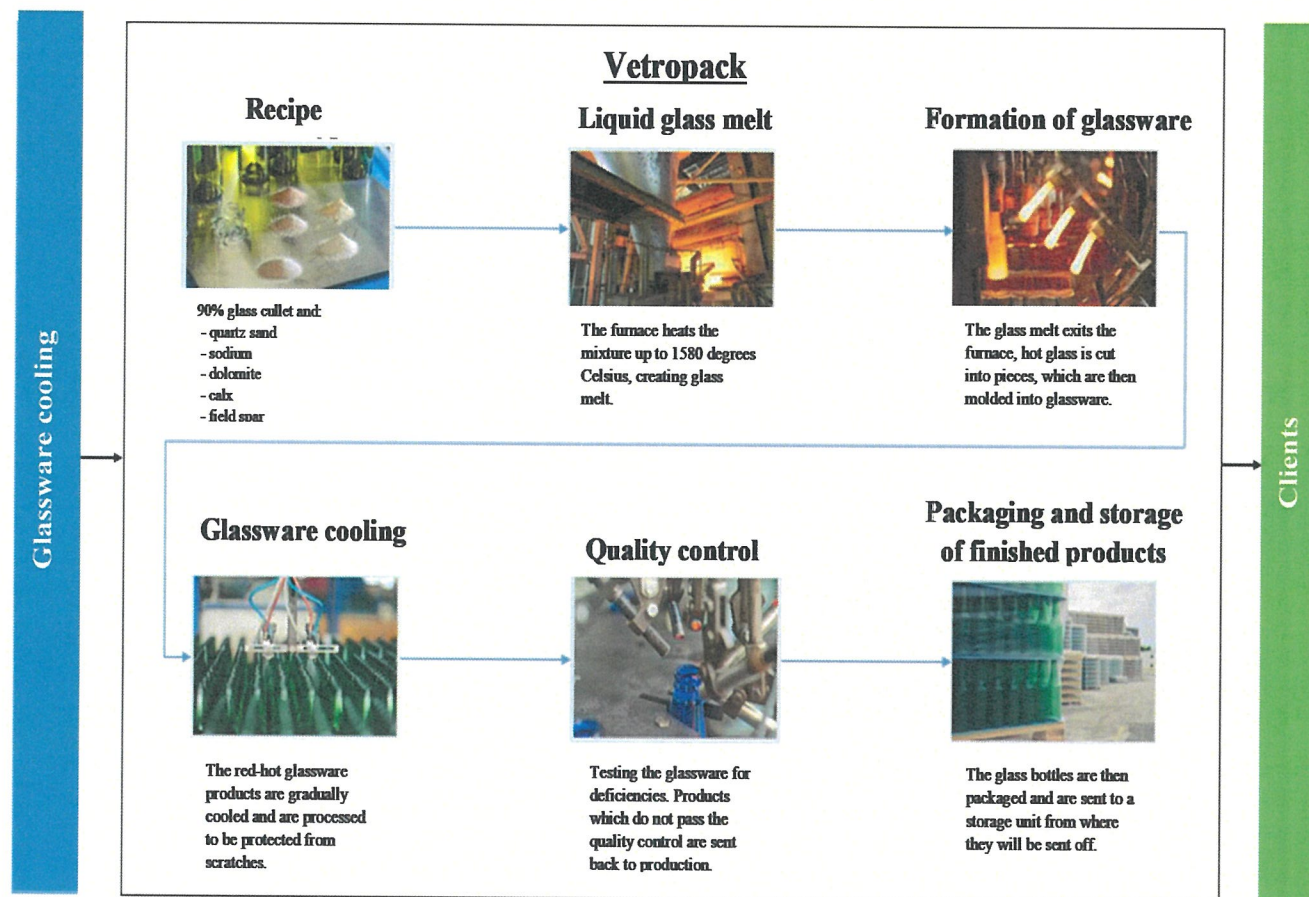 Glassware cooling
Vetropack
Recipe
90% glass cullet and:
- quartz sand
- sodium
- dolomite
- calx
- field spar
Liquid glass melt
The furnace heats the
mixture up to 1580 degrees
Celsius, creating glass
melt.
Formation of glassware
The glass melt exits the
furnace, hot glass is cut
into pieces, which are then
molded into glassware.
Glassware cooling
The red-hot glassware
products are gradually
cooled and are processed
to be protected from
scratches.
Quality control
Testing the glassware for
deficiencies. Products
which do not pass the
quality control are sent
back to production.
Packaging and storage
of finished products
The glass bottles are then
packaged and are sent to a
storage unit from where
they will be sent off.
Clients